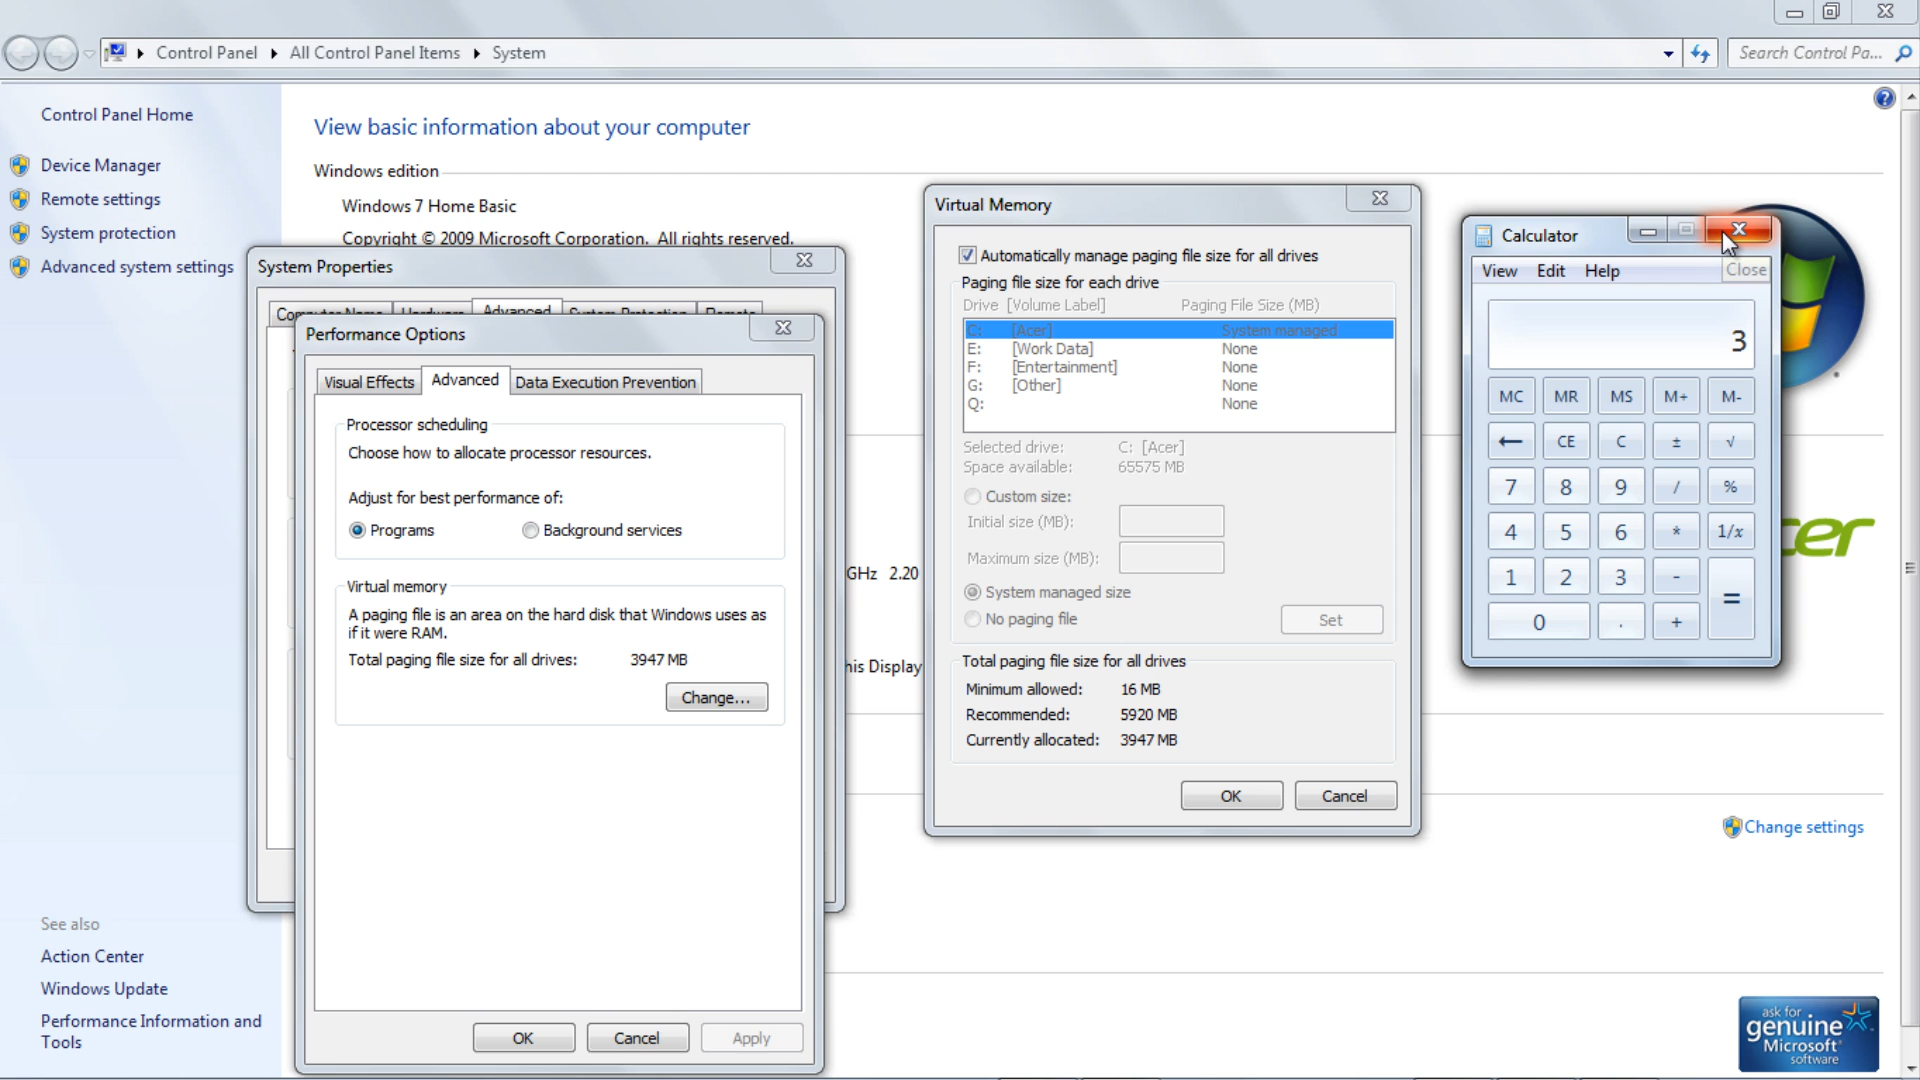 Control Panel All Control Panel Items System
Search Control Pa...
Control Panel Home
Device Manager
Remote settings
System protection
Advanced system settings
See also
Action Center
Windows Update
Performance Information and
Tools
View basic information about your computer
Windows edition
Windows 7 Home Basic
Copyright © 2009 Microsoft Corporation. All rights reserved.
System Properties
Computer Name Hardware Advanced System Protection Remote
Performance Options
Visual Effects Advanced Data Execution Prevention
Processor scheduling
Choose how to allocate processor resources.
Adjust for best performance of:
Programs Background services
Virtual memory
A paging file is an area on the hard disk that Windows uses as
if it were RAM.
Total paging file size for all drives: 3947 MB
Change...
OK Cancel Apply
GHz 2.20
his Display
Virtual Memory
Automatically manage paging file size for all drives
Paging file size for each drive
Drive [Volume Label] Paging File Size (MB)
C: [Acer] System managed
E: [Work Data] None
F: [Entertainment] None
G: [Other] None
Q: None
Selected drive: C: [Acer]
Space available: 65575 MB
Custom size:
Initial size (MB):
Maximum size (MB):
System managed size
No paging file Set
Total paging file size for all drives
Minimum allowed: 16 MB
Recommended: 5920 MB
Currently allocated: 3947 MB
OK Cancel
Calculator
View Edit Help
Close
3
MC MR MS M+ M-
← CE C ± √
7 8 9 / %
4 5 6 * 1/x
1 2 3 - =
0 . +
cer
Change settings
ask for
genuine
Microsoft
software